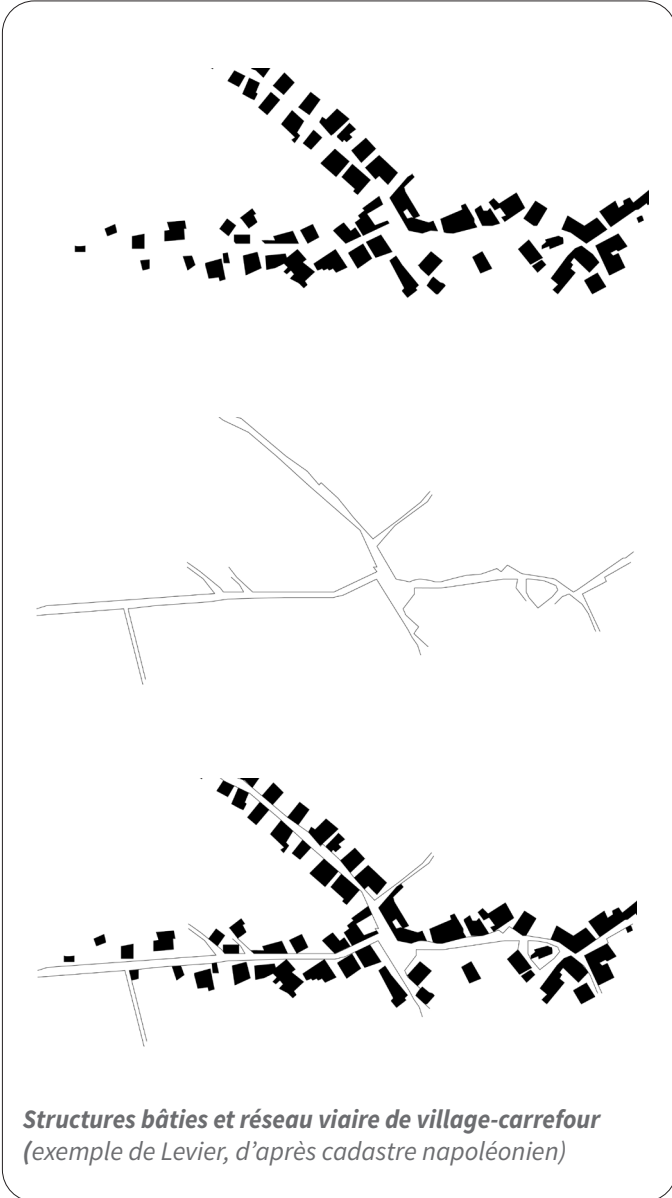 Structures bâties et réseau viaire de village-carrefour
(exemple de Levier, d’après cadastre napoléonien)